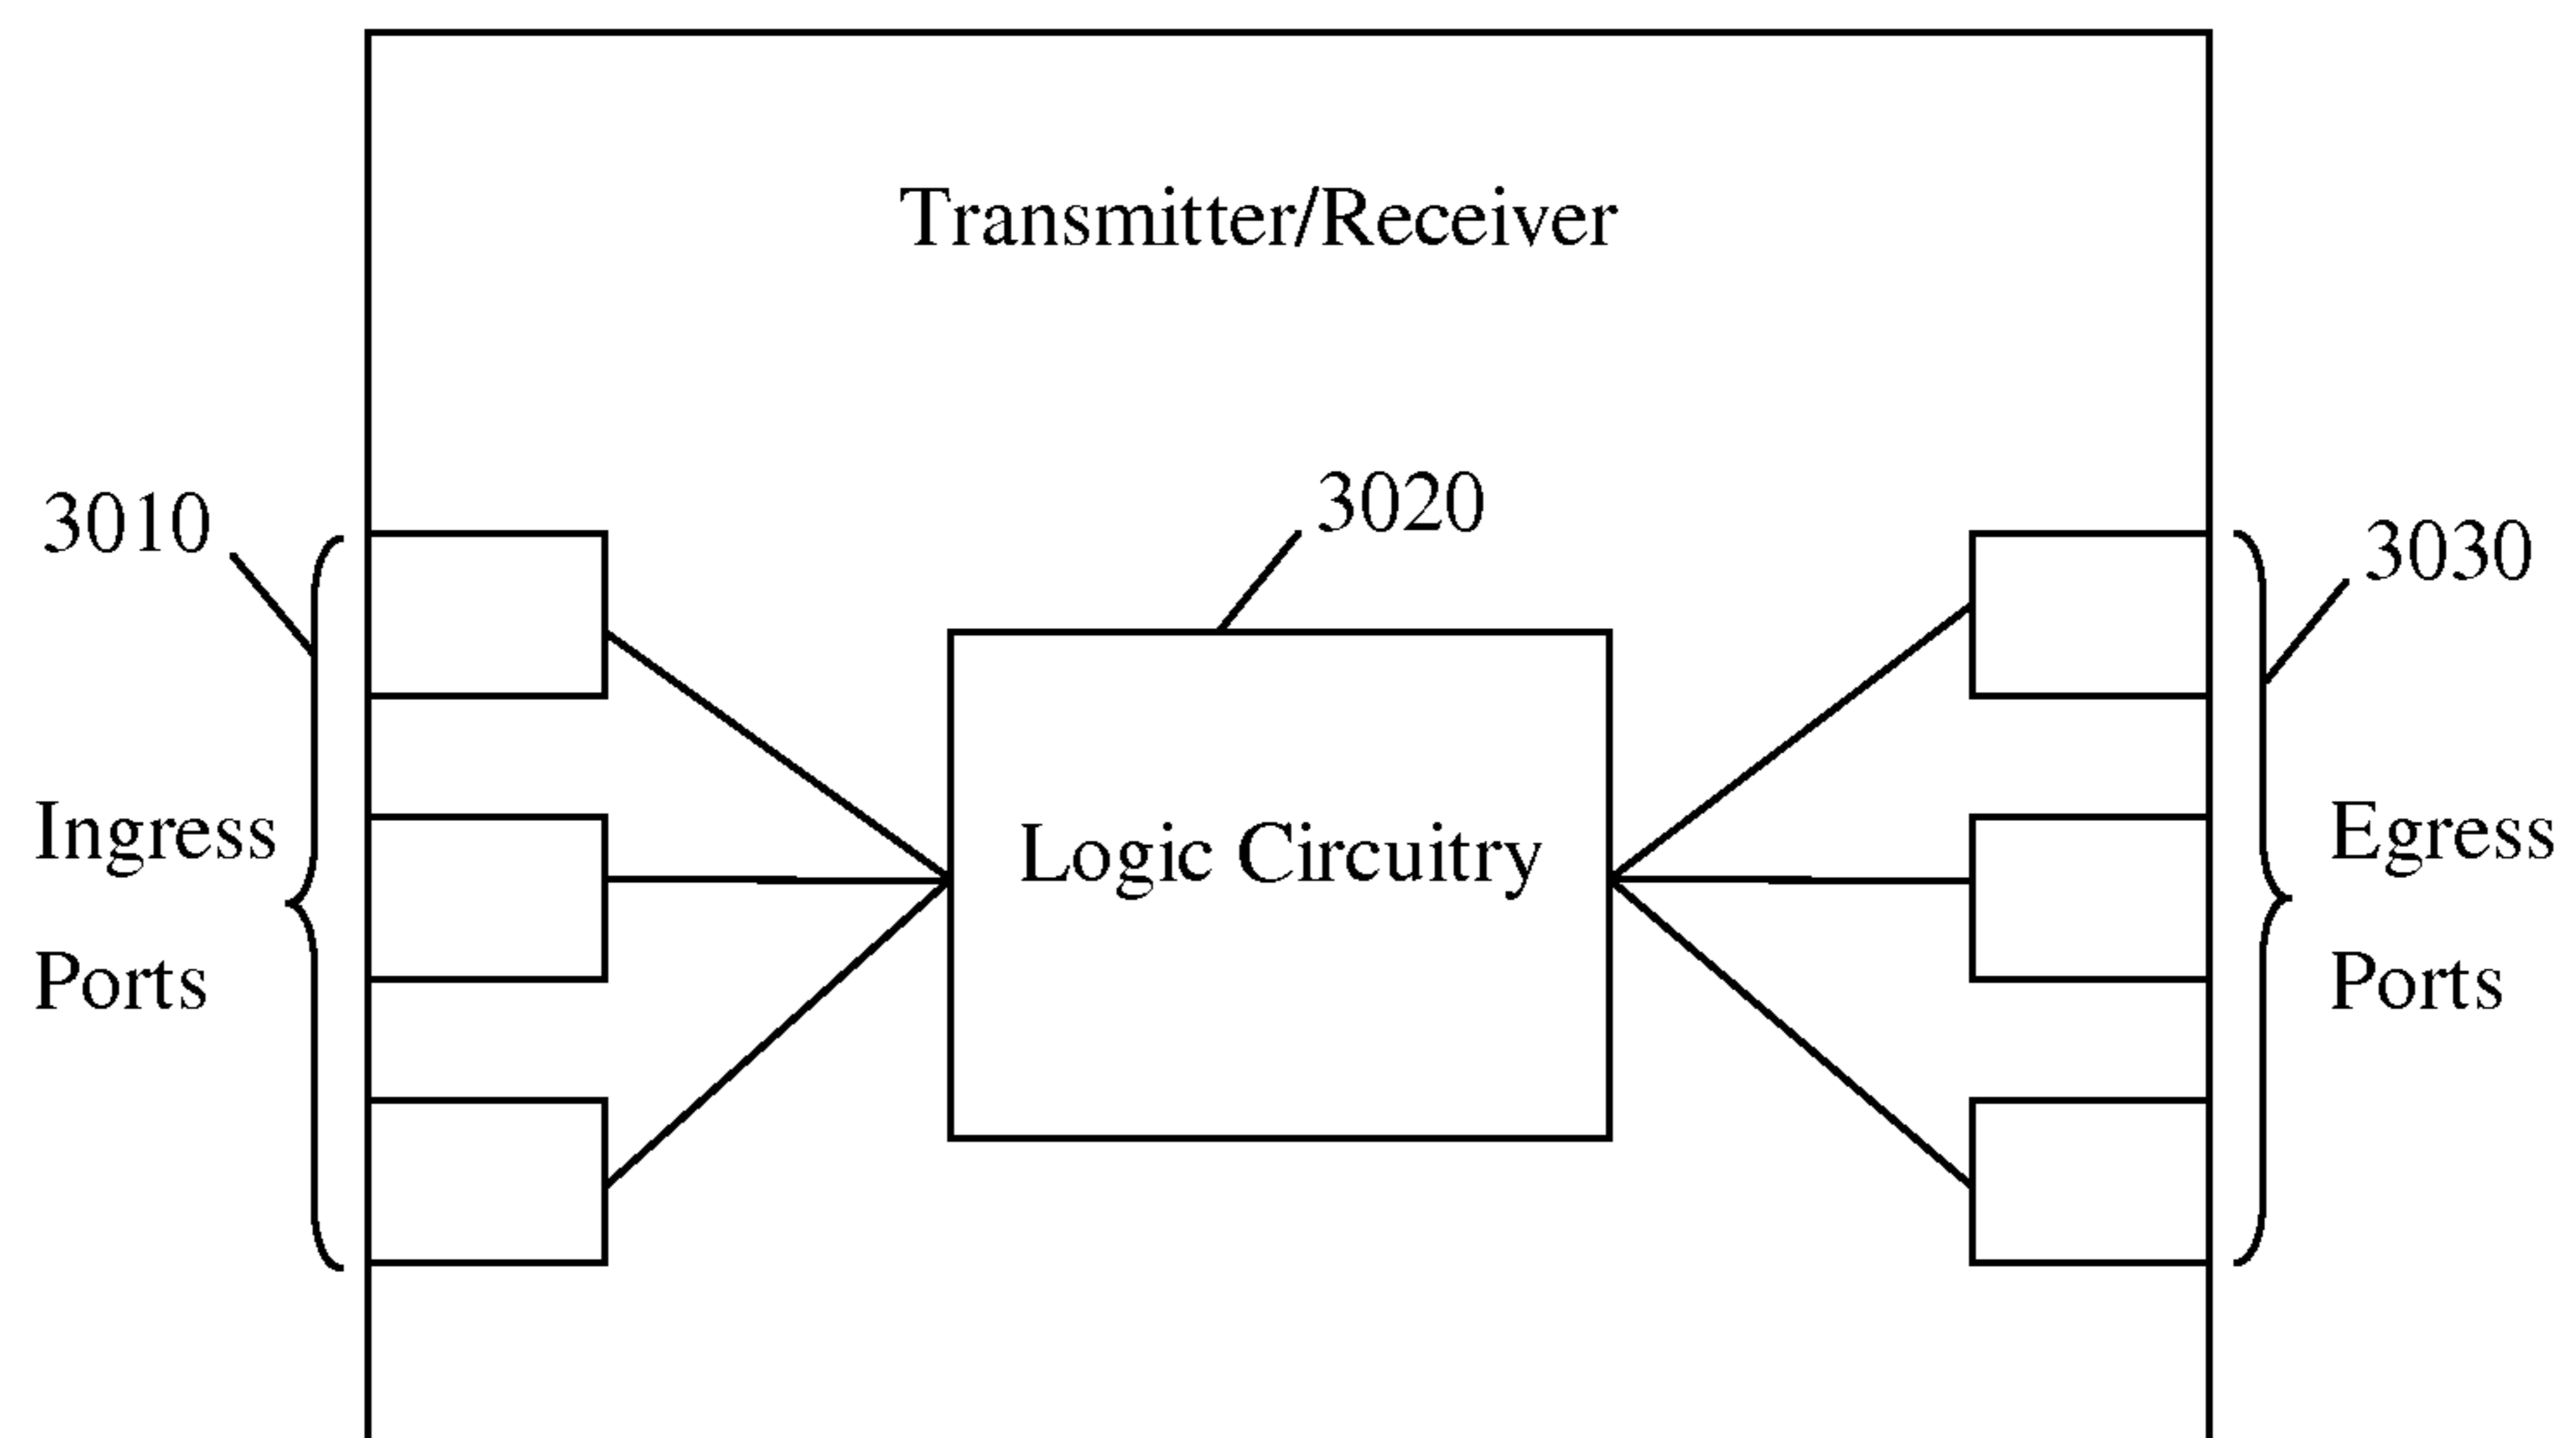 Transmitter/Receiver
3010
3020
3030
Ingress
Ports
Logic Circuitry
Egress
Ports